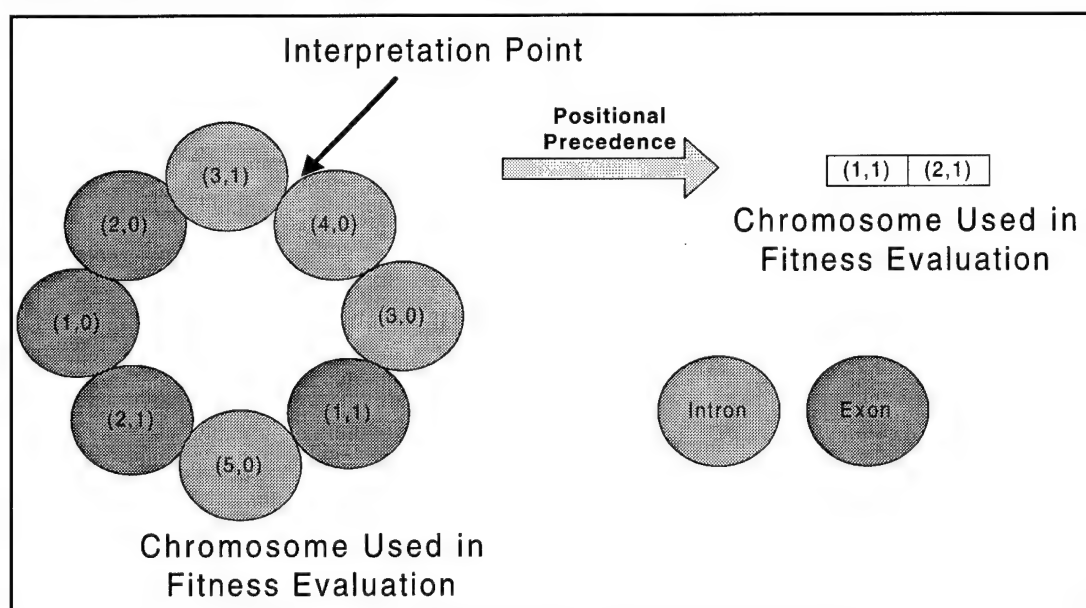 Interpretation Point
Positional
Precedence
(3,1)
(2,0)
(4,0)
(1,0)
(3,0)
(2,1)
(1,1)
(5,0)
Chromosome Used in
Fitness Evaluation
(1,1) (2,1)
Chromosome Used in
Fitness Evaluation
Intron
Exon